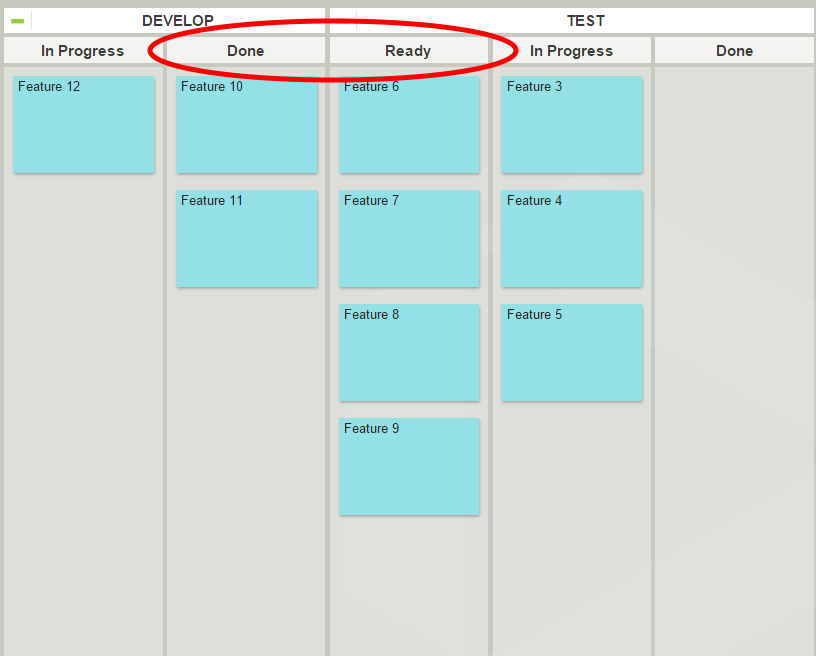 DEVELOP TEST
In Progress Done Ready In Progress Done
Feature 12 Feature 10 Feature 6 Feature 3
Feature 11 Feature 7 Feature 4
Feature 8 Feature 5
Feature 9